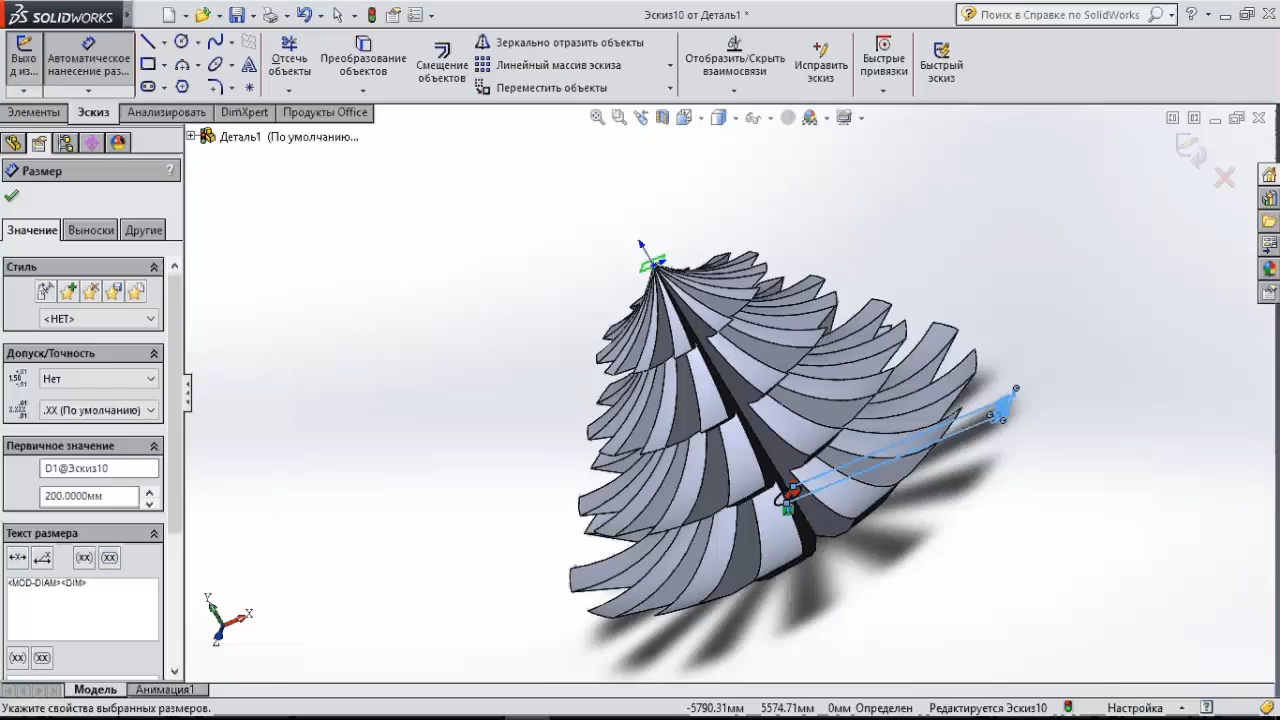 SOLIDWORKS
Эскиз10 от Деталь1 *
Поиск в Справке по SolidWorks
Выхо
д из...
Автоматическое
нанесение раз...
Отсечь
объекты
Преобразование
объектов
Смещение
объектов
Зеркально отразить объекты
Линейный массив эскиза
Переместить объекты
Отобразить/Скрыть
взаимосвязи
Исправить
эскиз
Быстрые
привязки
Быстрый
эскиз
Элементы
Эскиз
Анализировать
DimXpert
Продукты Office
Деталь1 (По умолчанию...
Размер
?
Значение
Выноски
Другие
Стиль
<НЕТ>
Допуск/Точность
Нет
.XX (По умолчанию)
Первичное значение
D1@Эскиз10
200.0000мм
Текст размера
(xx)
<MOD-DIAM><DIM>
(xx)
Y
X
Z
Модель
Анимация1
Укажите свойства выбранных размеров.
-5790.31мм
5574.71мм
0мм
Определен
Редактируется Эскиз10
Настройка
?